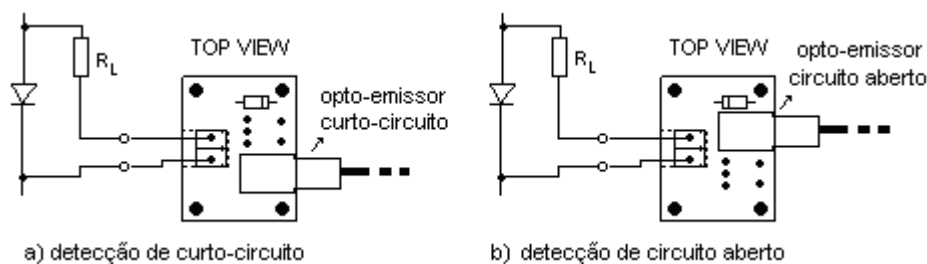 TOP VIEW
R_L
opto-emissor
curto-circuito
a) detecção de curto-circuito
TOP VIEW
R_L
opto-emissor
circuito aberto
b) detecção de circuito aberto